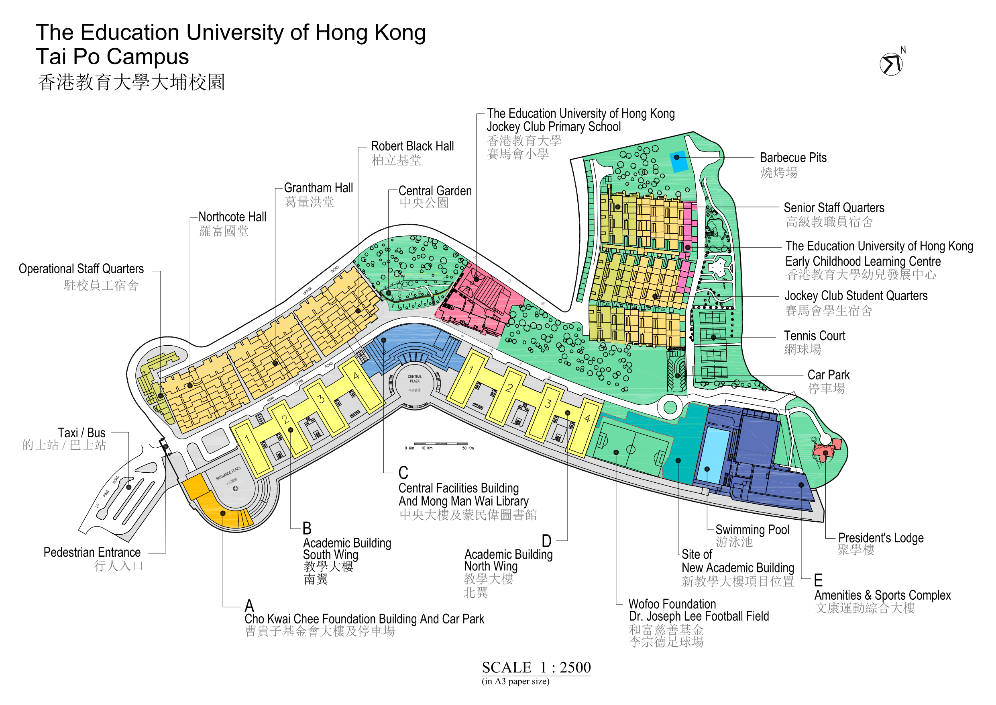 The Education University of Hong Kong
Tai Po Campus
香港教育大學大埔校園
N
The Education University of Hong Kong
Jockey Club Primary School
香港教育大學
賽馬會小學
Robert Black Hall
柏立基堂
Grantham Hall
葛量洪堂
Central Garden
中央公園
Northcote Hall
羅富國堂
Operational Staff Quarters
駐校員工宿舍
Barbecue Pits
燒烤場
Senior Staff Quarters
高級教職員宿舍
The Education University of Hong Kong
Early Childhood Learning Centre
香港教育大學幼兒發展中心
Jockey Club Student Quarters
賽馬會學生宿舍
Tennis Court
網球場
Car Park
停車場
CENTRAL
PLAZA
1
2
3
4
1
2
3
4
Taxi / Bus
的士站 / 巴士站
Pedestrian Entrance
行人入口
0 10 50
C
Central Facilities Building
And Mong Man Wai Library
中央大樓及蒙民偉圖書館
B
Academic Building
South Wing
教學大樓
南翼
D
Academic Building
North Wing
教學大樓
北翼
A
Cho Kwai Chee Foundation Building And Car Park
曹貴子基金會大樓及停車場
Swimming Pool
游泳池
Site of
New Academic Building
新教學大樓項目位置
President's Lodge
聚學樓
E
Amenities & Sports Complex
文康運動綜合大樓
Wofoo Foundation
Dr. Joseph Lee Football Field
和富慈善基金
李宗德足球場
SCALE 1 : 2500
(in A3 paper size)